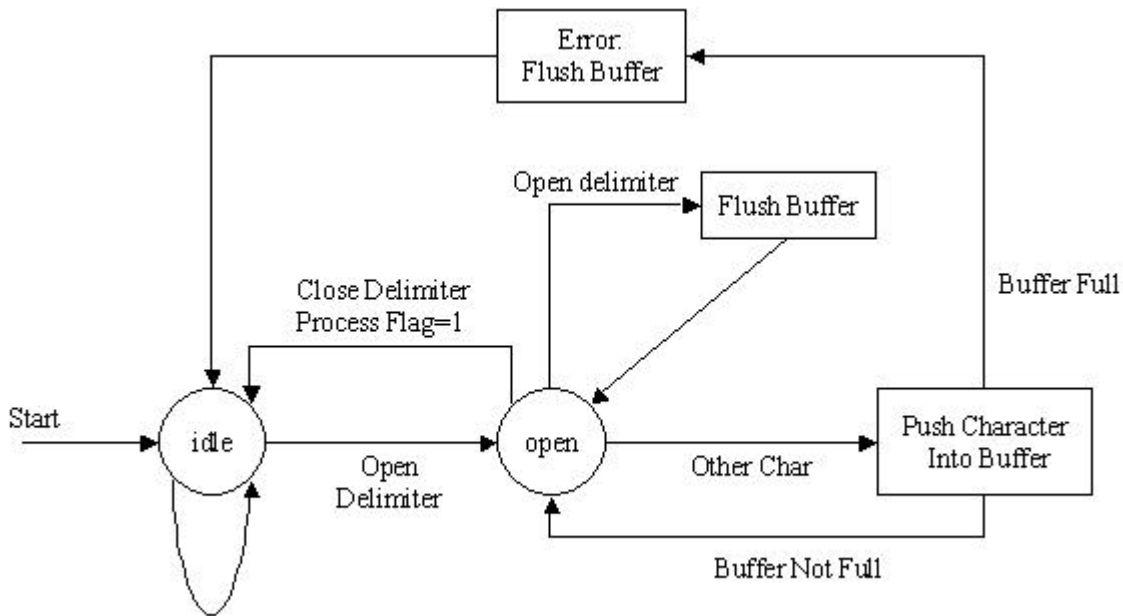 Error:
Flush Buffer
Open delimiter
Flush Buffer
Close Delimiter
Process Flag=1
Buffer Full
Start
idle
open
Push Character
Into Buffer
Open
Delimiter
Other Char
Buffer Not Full